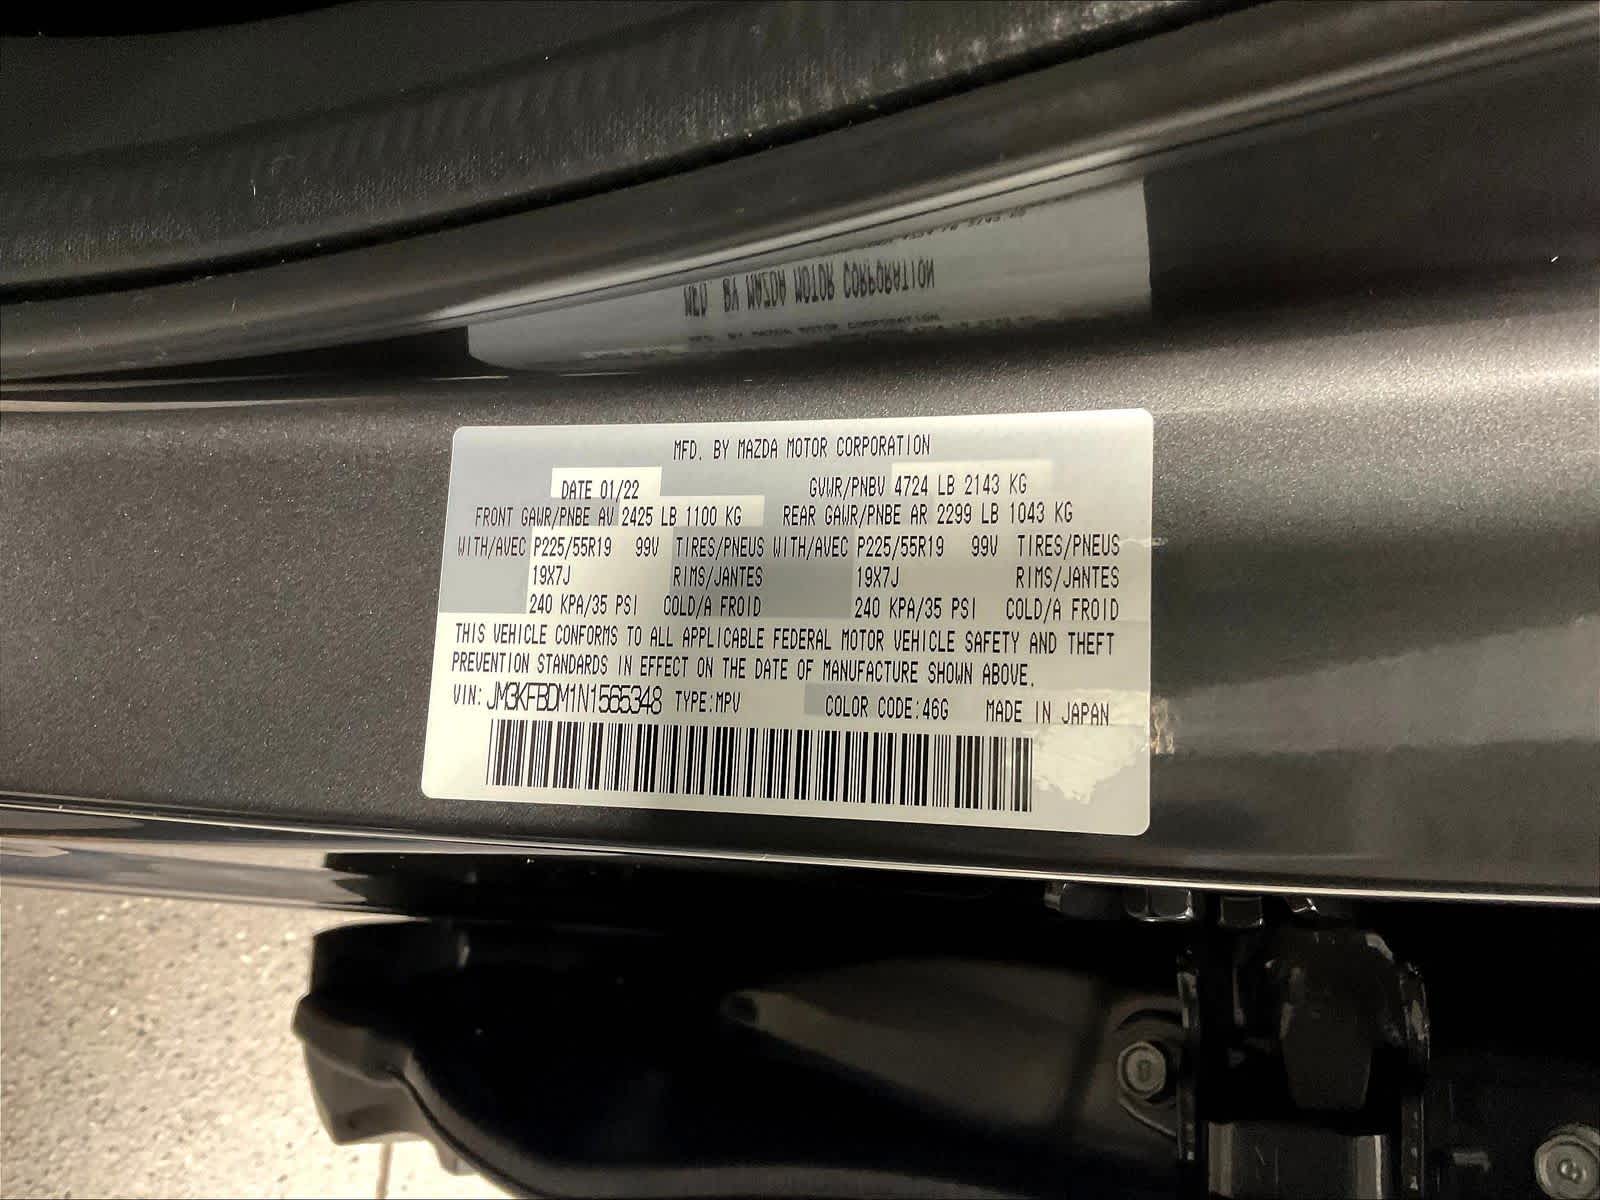 MFD. BY MAZDA MOTOR CORPORATION
DATE 01/22 GVWR/PNBV 4724 LB 2143 KG
FRONT GAWR/PNBE AV 2425 LB 1100 KG REAR GAWR/PNBE AR 2299 LB 1043 KG
WITH/AVEC P225/55R19 99V TIRES/PNEUS WITH/AVEC P225/55R19 99V TIRES/PNEUS
19X7J RIMS/JANTES 19X7J RIMS/JANTES
240 KPA/35 PSI COLD/A FROID 240 KPA/35 PSI COLD/A FROID
THIS VEHICLE CONFORMS TO ALL APPLICABLE FEDERAL MOTOR VEHICLE SAFETY AND THEFT
PREVENTION STANDARDS IN EFFECT ON THE DATE OF MANUFACTURE SHOWN ABOVE.
VIN: JM3KFBDM1N1565348 TYPE:MPV COLOR CODE:46G MADE IN JAPAN